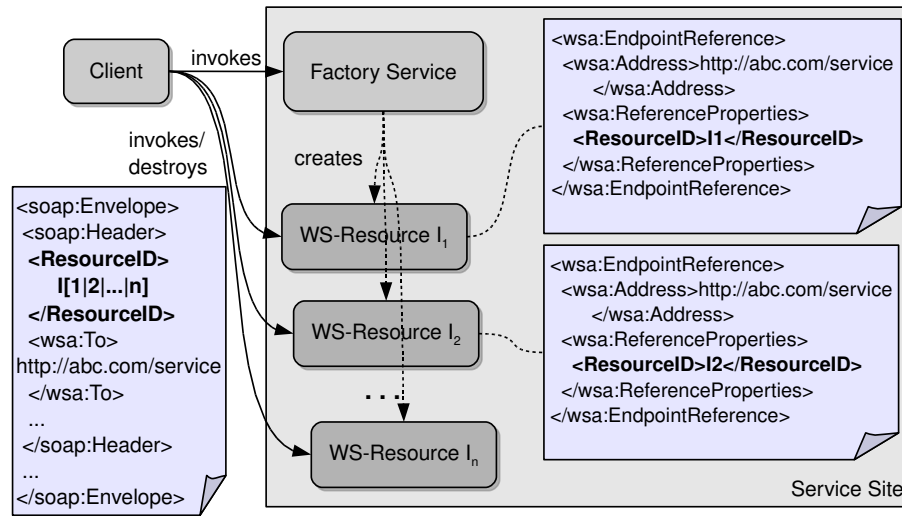 Client
invokes
Factory Service
invokes/
destroys
creates
<soap:Envelope>
<soap:Header>
<ResourceID>
I[1|2|...|n]
</ResourceID>
<wsa:To>
http://abc.com/service
</wsa:To>
...
</soap:Header>
...
</soap:Envelope>
WS-Resource I1
WS-Resource I2
...
WS-Resource In
<wsa:EndpointReference>
<wsa:Address>http://abc.com/service
</wsa:Address>
<wsa:ReferenceProperties>
<ResourceID>I1</ResourceID>
</wsa:ReferenceProperties>
</wsa:EndpointReference>
<wsa:EndpointReference>
<wsa:Address>http://abc.com/service
</wsa:Address>
<wsa:ReferenceProperties>
<ResourceID>I2</ResourceID>
</wsa:ReferenceProperties>
</wsa:EndpointReference>
Service Site